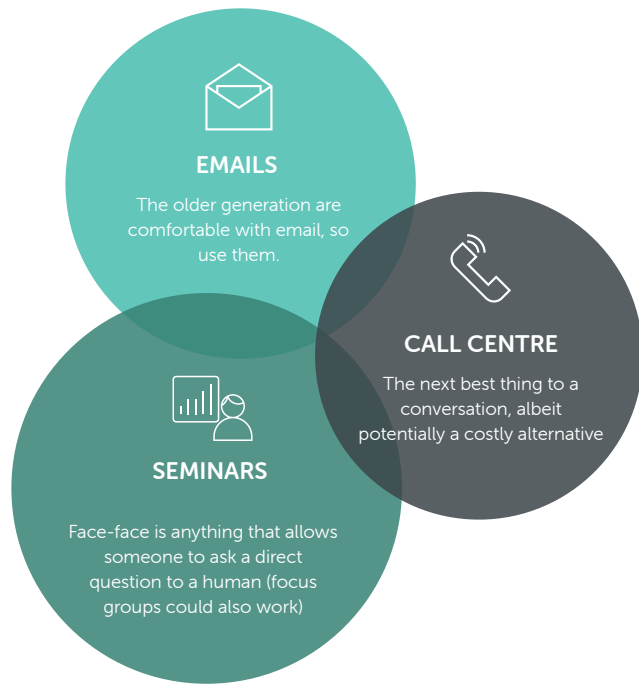 EMAILS
The older generation are
comfortable with email, so
use them.
CALL CENTRE
The next best thing to a
conversation, albeit
potentially a costly alternative
SEMINARS
Face-face is anything that allows
someone to ask a direct
question to a human (focus
groups could also work)